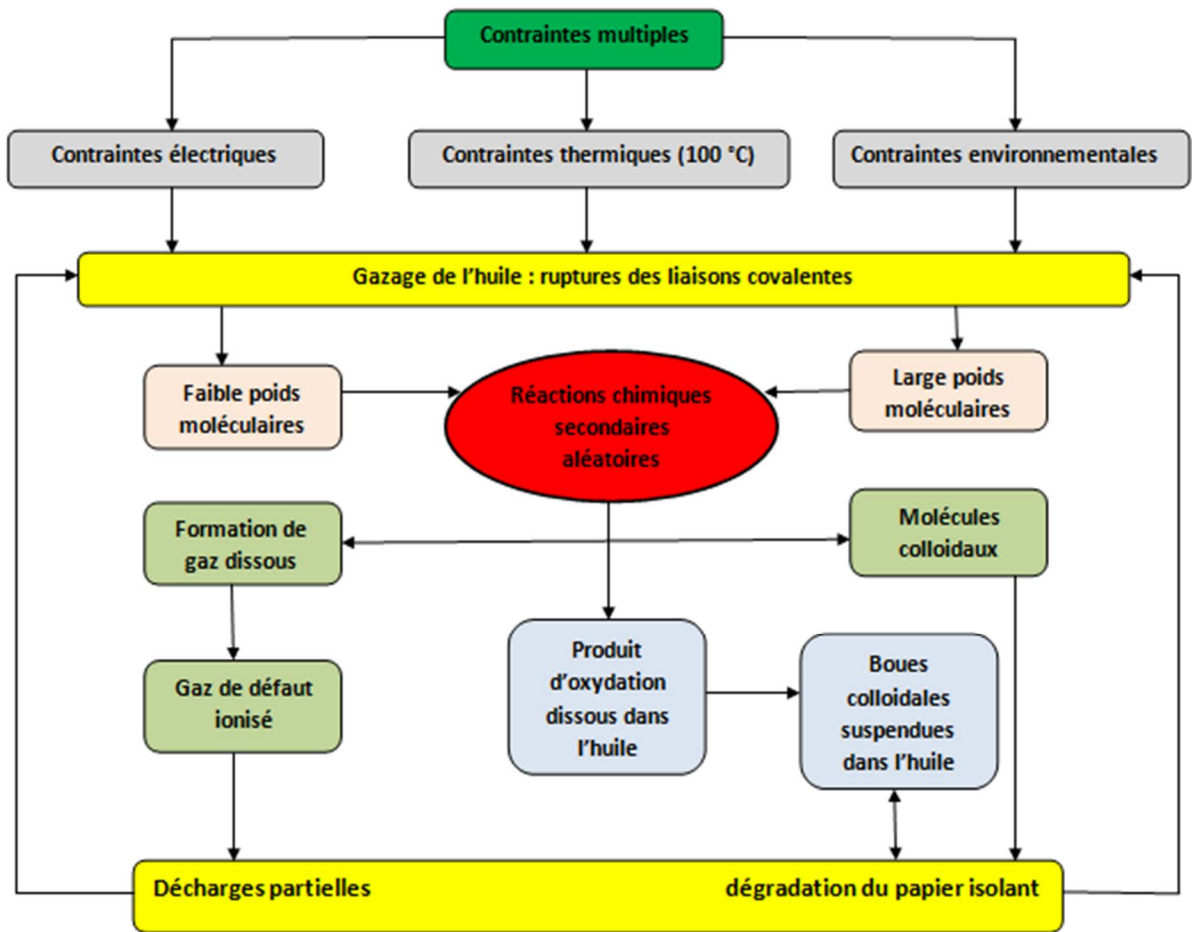 Contraintes multiples
Contraintes électriques
Contraintes thermiques (100 °C)
Contraintes environnementales
Gazage de l'huile : ruptures des liaisons covalentes
Faible poids
moléculaires
Réactions chimiques
secondaires
aléatoires
Large poids
moléculaires
Formation de
gaz dissous
Molécules
colloidaux
Gaz de défaut
ionisé
Produit
d'oxydation
dissous dans
l'huile
Boues
colloidales
suspendues
dans l'huile
Décharges partielles
dégradation du papier isolant